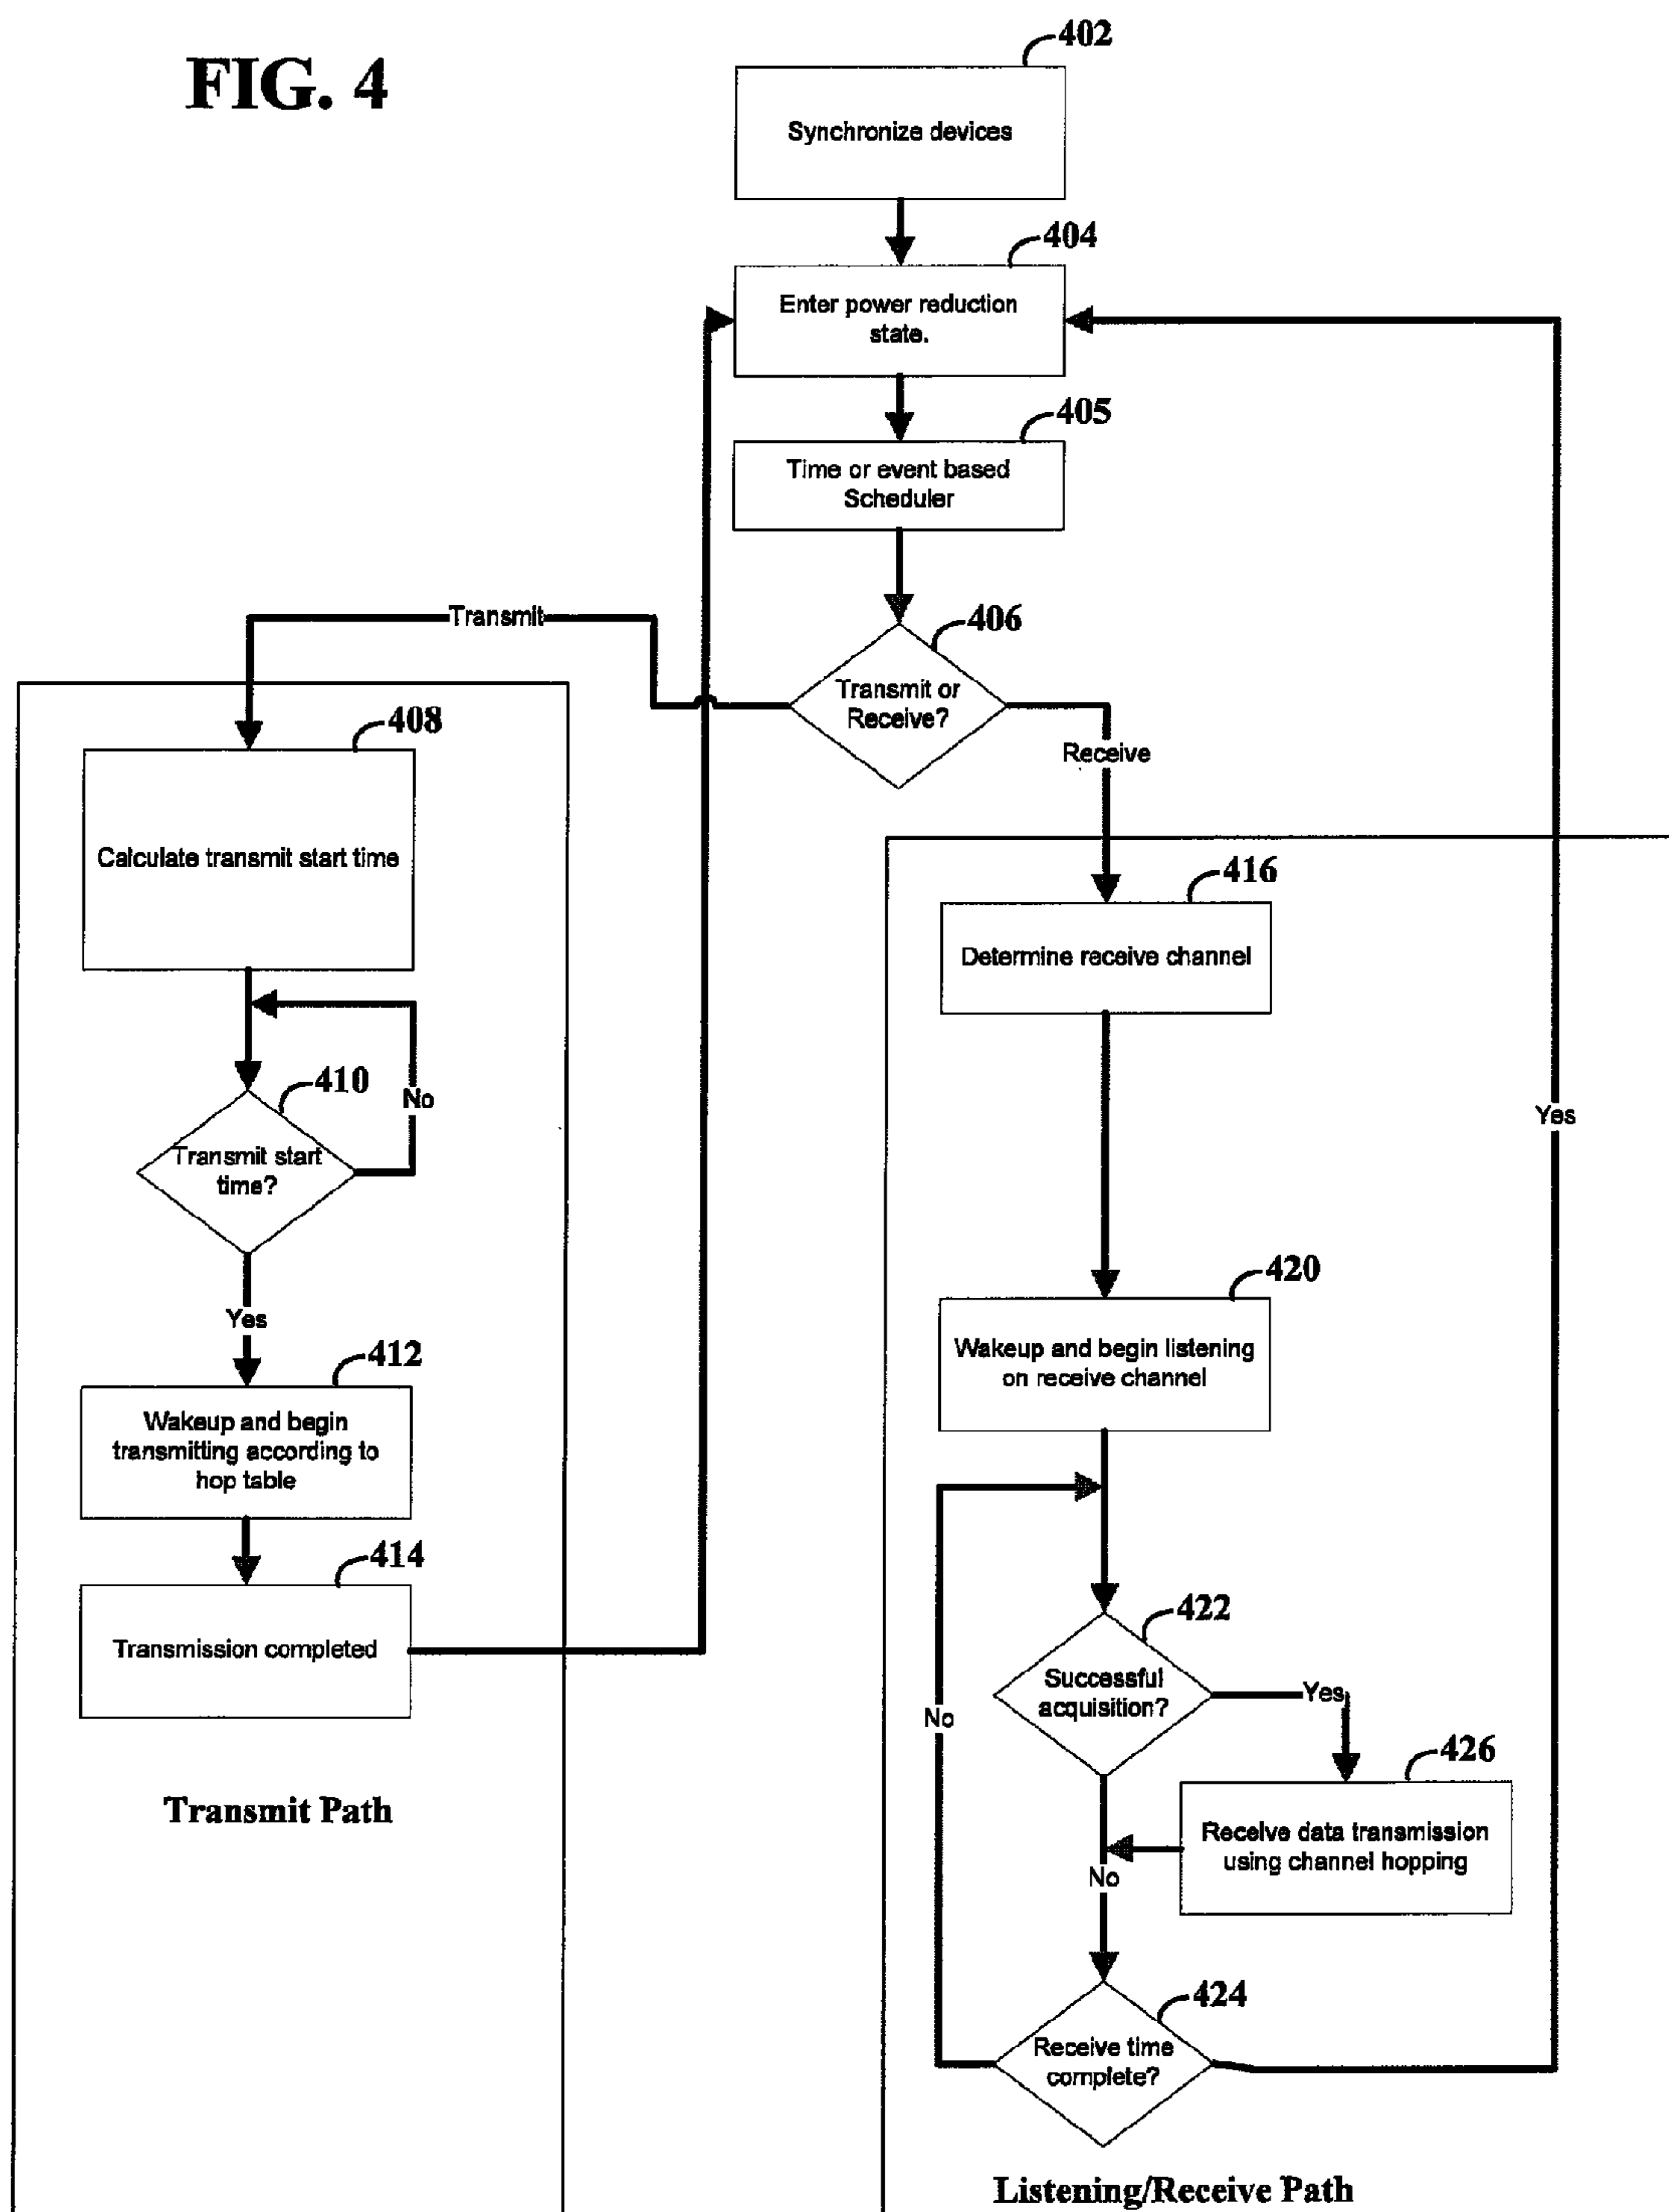 FIG. 4
402
Synchronize devices
404
Enter power reduction
state.
405
Time or event based
Scheduler
406
Transmit or
Receive?
Transmit
Receive
408
Calculate transmit start time
410
Transmit start
time?
No
Yes
412
Wakeup and begin
transmitting according to
hop table
414
Transmission completed
Transmit Path
416
Determine receive channel
420
Wakeup and begin listening
on receive channel
422
Successful
acquisition?
Yes
426
Receive data transmission
using channel hopping
No
424
Receive time
complete?
No
Yes
Listening/Receive Path